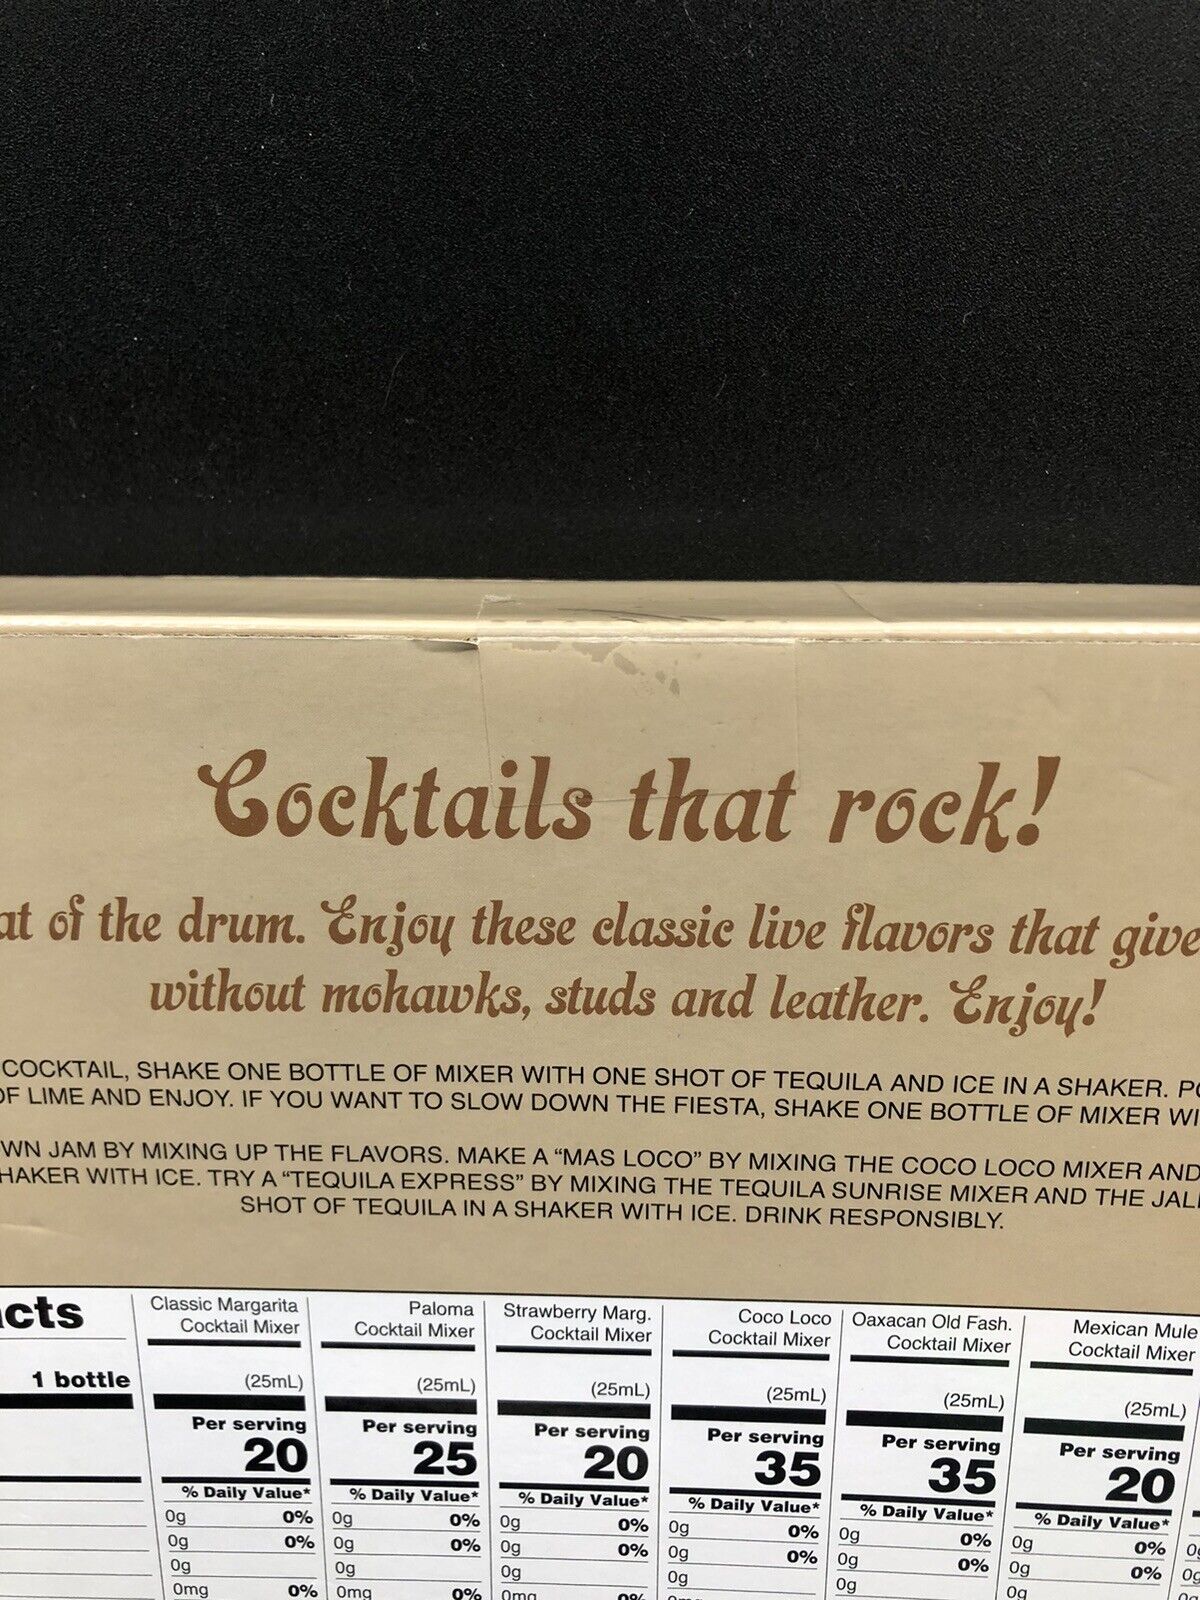 Cocktails that rock!
at of the drum. Enjoy these classic live flavors that give
without mohawks, studs and leather. Enjoy!
COCKTAIL, SHAKE ONE BOTTLE OF MIXER WITH ONE SHOT OF TEQUILA AND ICE IN A SHAKER. PO
OF LIME AND ENJOY. IF YOU WANT TO SLOW DOWN THE FIESTA, SHAKE ONE BOTTLE OF MIXER WI
WN JAM BY MIXING UP THE FLAVORS. MAKE A “MAS LOCO” BY MIXING THE COCO LOCO MIXER AND
HAKER WITH ICE. TRY A “TEQUILA EXPRESS” BY MIXING THE TEQUILA SUNRISE MIXER AND THE JAL
SHOT OF TEQUILA IN A SHAKER WITH ICE. DRINK RESPONSIBLY.
acts Classic Margarita Paloma Strawberry Marg. Coco Loco Oaxacan Old Fash. Mexican Mule
Cocktail Mixer Cocktail Mixer Cocktail Mixer Cocktail Mixer Cocktail Mixer Cocktail Mixer
1 bottle (25mL) (25mL) (25mL) (25mL) (25mL) (25mL)
Per serving Per serving Per serving Per serving Per serving Per serving
20 25 20 35 35 20
% Daily Value* % Daily Value* % Daily Value* % Daily Value* % Daily Value* % Daily Value*
0g 0% 0g 0% 0g 0% 0g 0% 0g 0% 0g 0%
0g 0% 0g 0% 0g 0% 0g 0% 0g 0% 0g 0% 0g
0g 0g 0g 0g 0g 0g
0mg 0% 0mg 0% 0mg 0%